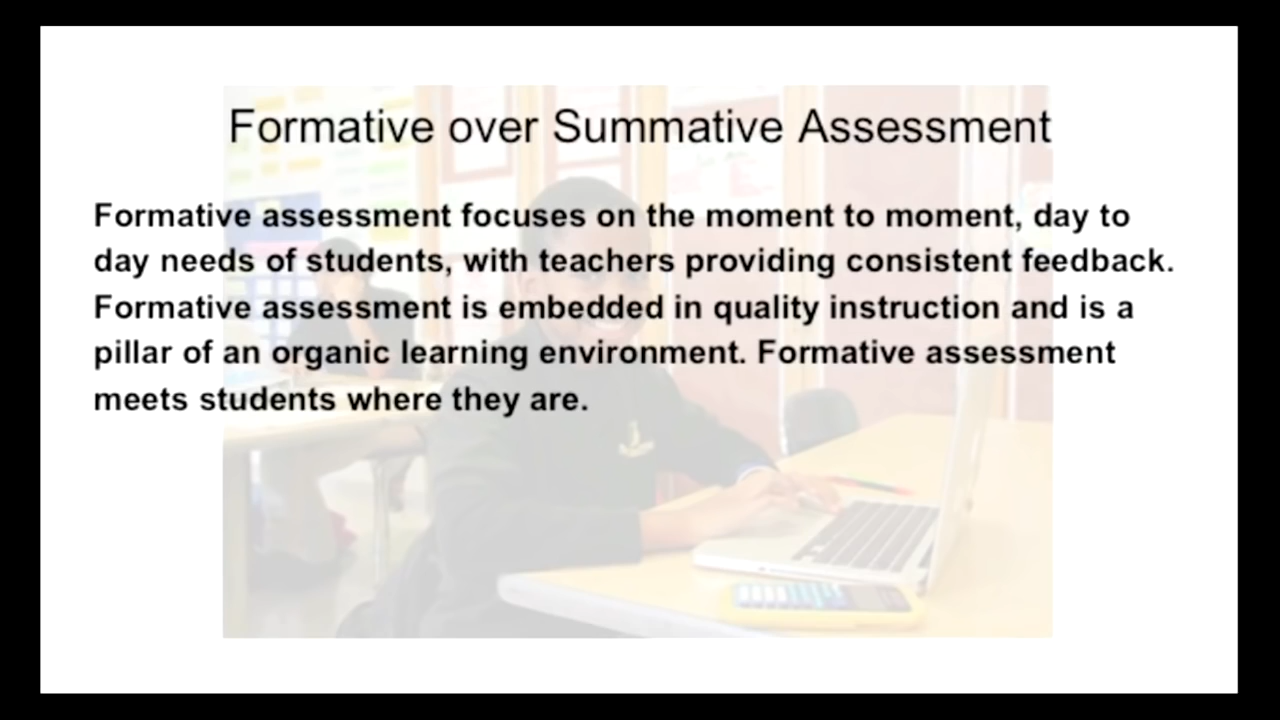 Formative over Summative Assessment
Formative assessment focuses on the moment to moment, day to
day needs of students, with teachers providing consistent feedback.
Formative assessment is embedded in quality instruction and is a
pillar of an organic learning environment. Formative assessment
meets students where they are.